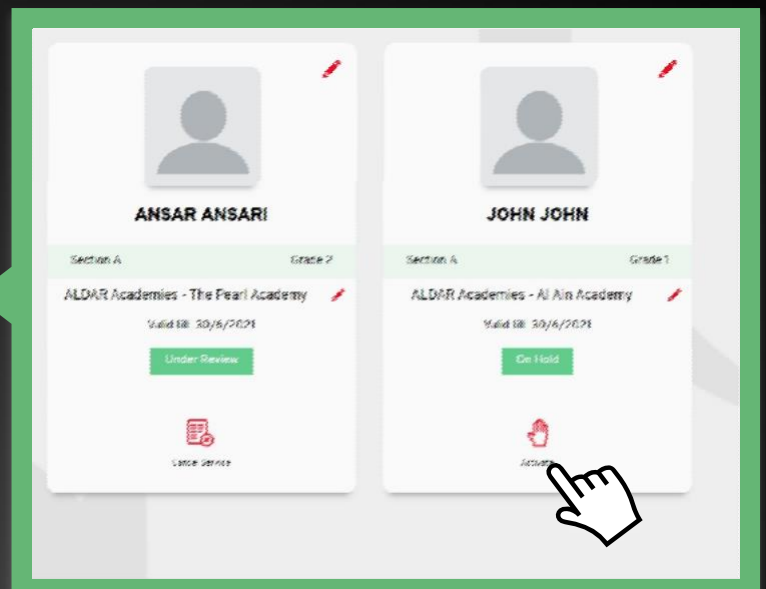 ANSAR ANSARI
Section A Grade 2
ALDAR Academies - The Pearl Academy
Valid till 30/6/2021
Under Review
Cancel Service
JOHN JOHN
Section A Grade 1
ALDAR Academies - Al Ain Academy
Valid till 30/6/2021
On Hold
Activate